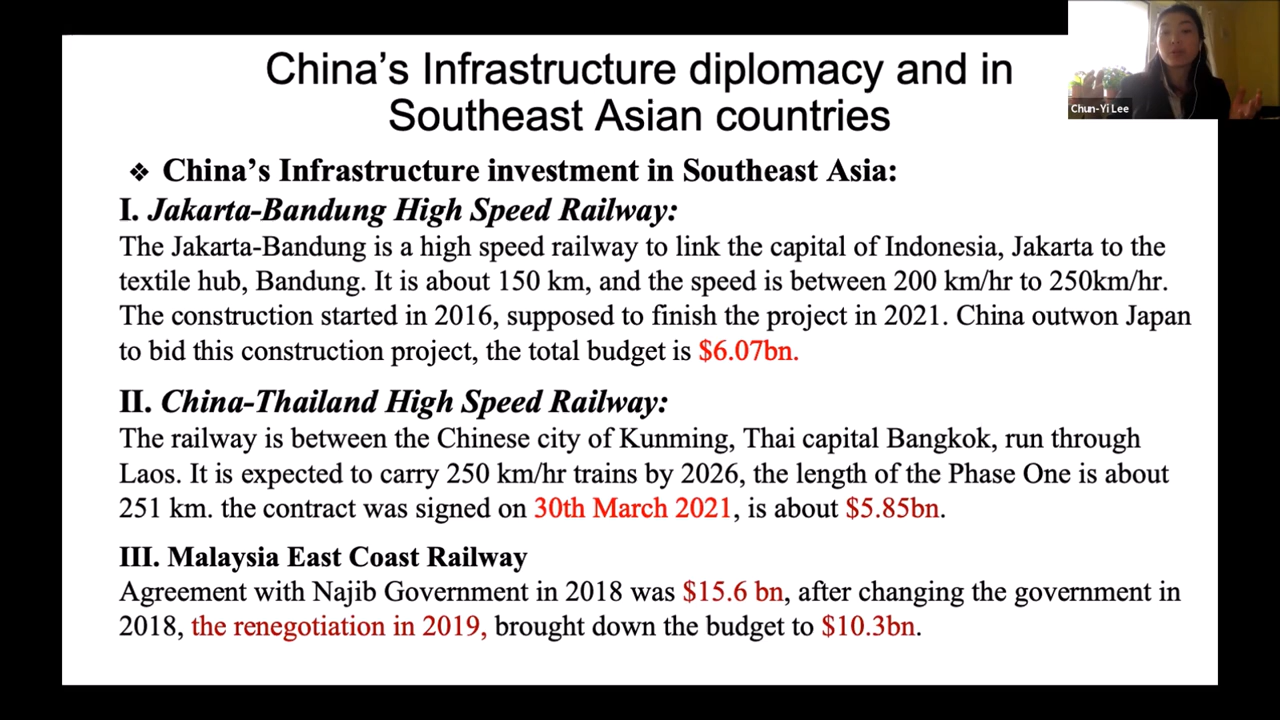 China’s Infrastructure diplomacy and in
Southeast Asian countries
Chun-Yi Lee
❖ China’s Infrastructure investment in Southeast Asia:
I. Jakarta-Bandung High Speed Railway:
The Jakarta-Bandung is a high speed railway to link the capital of Indonesia, Jakarta to the
textile hub, Bandung. It is about 150 km, and the speed is between 200 km/hr to 250km/hr.
The construction started in 2016, supposed to finish the project in 2021. China outwon Japan
to bid this construction project, the total budget is $6.07bn.
II. China-Thailand High Speed Railway:
The railway is between the Chinese city of Kunming, Thai capital Bangkok, run through
Laos. It is expected to carry 250 km/hr trains by 2026, the length of the Phase One is about
251 km. the contract was signed on 30th March 2021, is about $5.85bn.
III. Malaysia East Coast Railway
Agreement with Najib Government in 2018 was $15.6 bn, after changing the government in
2018, the renegotiation in 2019, brought down the budget to $10.3bn.